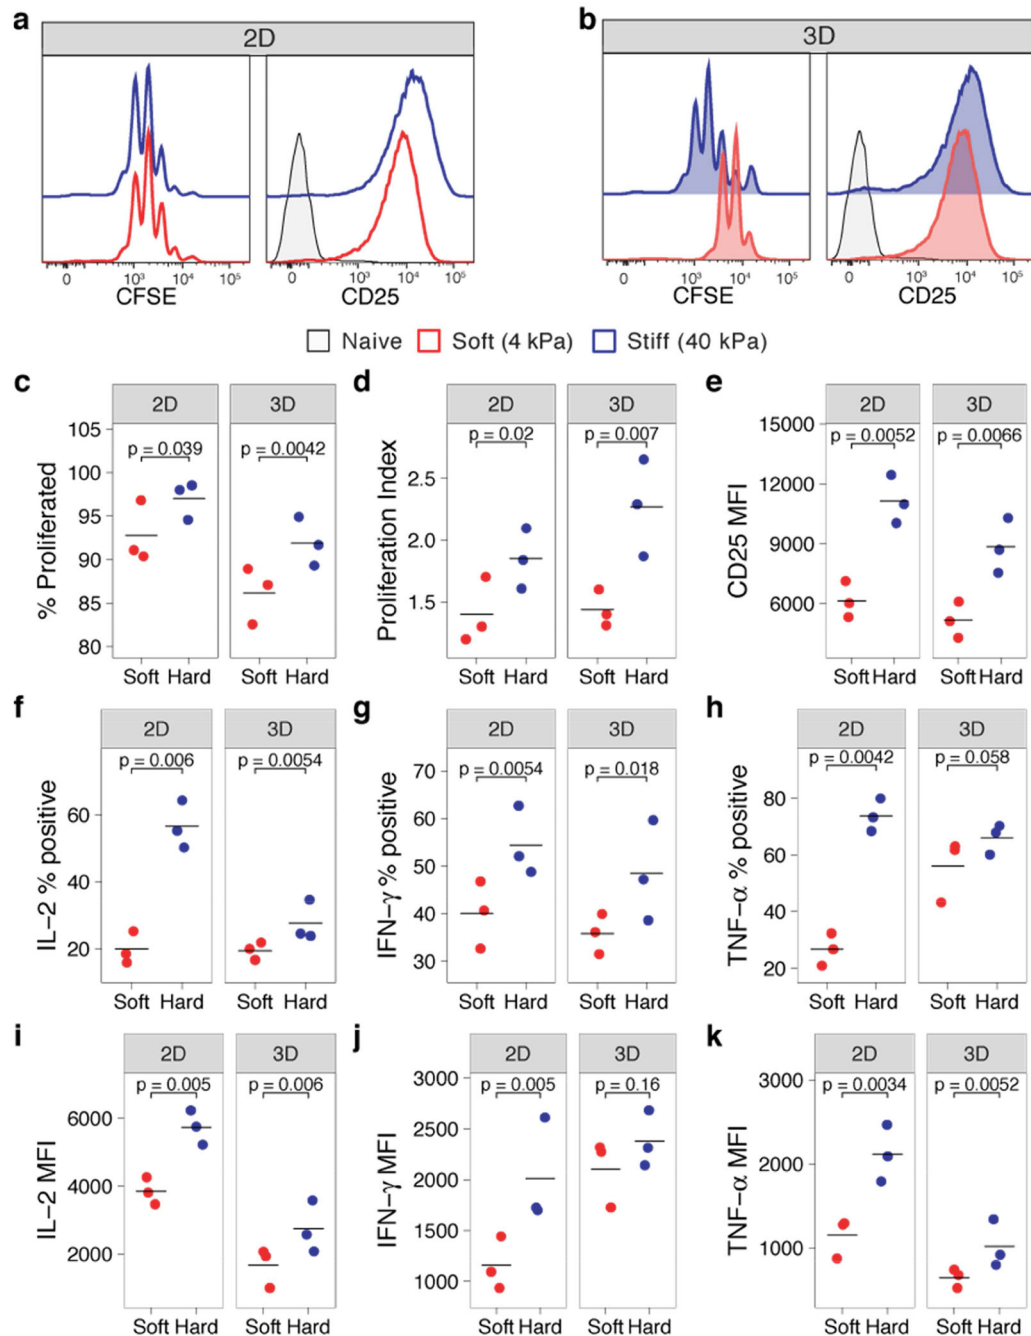 a
b
2D
3D
0
10³
10⁴
10⁵
0
10³
10⁴
10⁵
0
10³
10⁴
10⁵
0
10³
10⁴
10⁵
CFSE
CD25
CFSE
CD25
Naive
Soft (4 kPa)
Stiff (40 kPa)
c
2D
3D
p = 0.039
p = 0.0042
105
100
95
90
85
80
% Proliferated
Soft Hard
Soft Hard
d
2D
3D
p = 0.02
p = 0.007
2.5
2.0
1.5
Proliferation Index
Soft Hard
Soft Hard
e
2D
3D
p = 0.0052
p = 0.0066
15000
12000
9000
6000
CD25 MFI
Soft Hard
Soft Hard
f
2D
3D
p = 0.006
p = 0.0054
60
40
20
IL-2 % positive
Soft Hard
Soft Hard
g
2D
3D
p = 0.0054
p = 0.018
70
60
50
40
30
IFN−γ % positive
Soft Hard
Soft Hard
h
2D
3D
p = 0.0042
p = 0.058
80
60
40
20
TNF−α % positive
Soft Hard
Soft Hard
i
2D
3D
p = 0.005
p = 0.006
6000
4000
2000
IL-2 MFI
Soft Hard
Soft Hard
j
2D
3D
p = 0.005
p = 0.16
3000
2500
2000
1500
1000
IFN−γ MFI
Soft Hard
Soft Hard
k
2D
3D
p = 0.0034
p = 0.0052
3000
2000
1000
TNF−α MFI
Soft Hard
Soft Hard